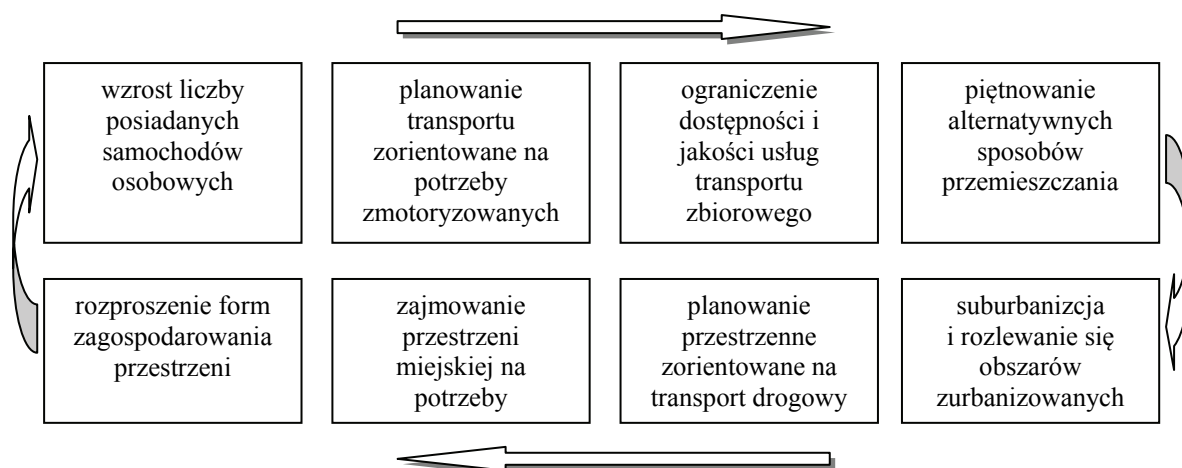 wzrost liczby
posiadanych
samochodów
osobowych
planowanie
transportu
zorientowane na
potrzeby
zmotoryzowanych
ograniczenie
dostępności i
jakości usług
transportu
zbiorowego
piętnowanie
alternatywnych
sposobów
przemieszczania
rozproszenie form
zagospodarowania
przestrzeni
zajmowanie
przestrzeni
miejskiej na
potrzeby
planowanie
przestrzenne
zorientowane na
transport drogowy
suburbanizcja
i rozlewanie się
obszarów
zurbanizowanych